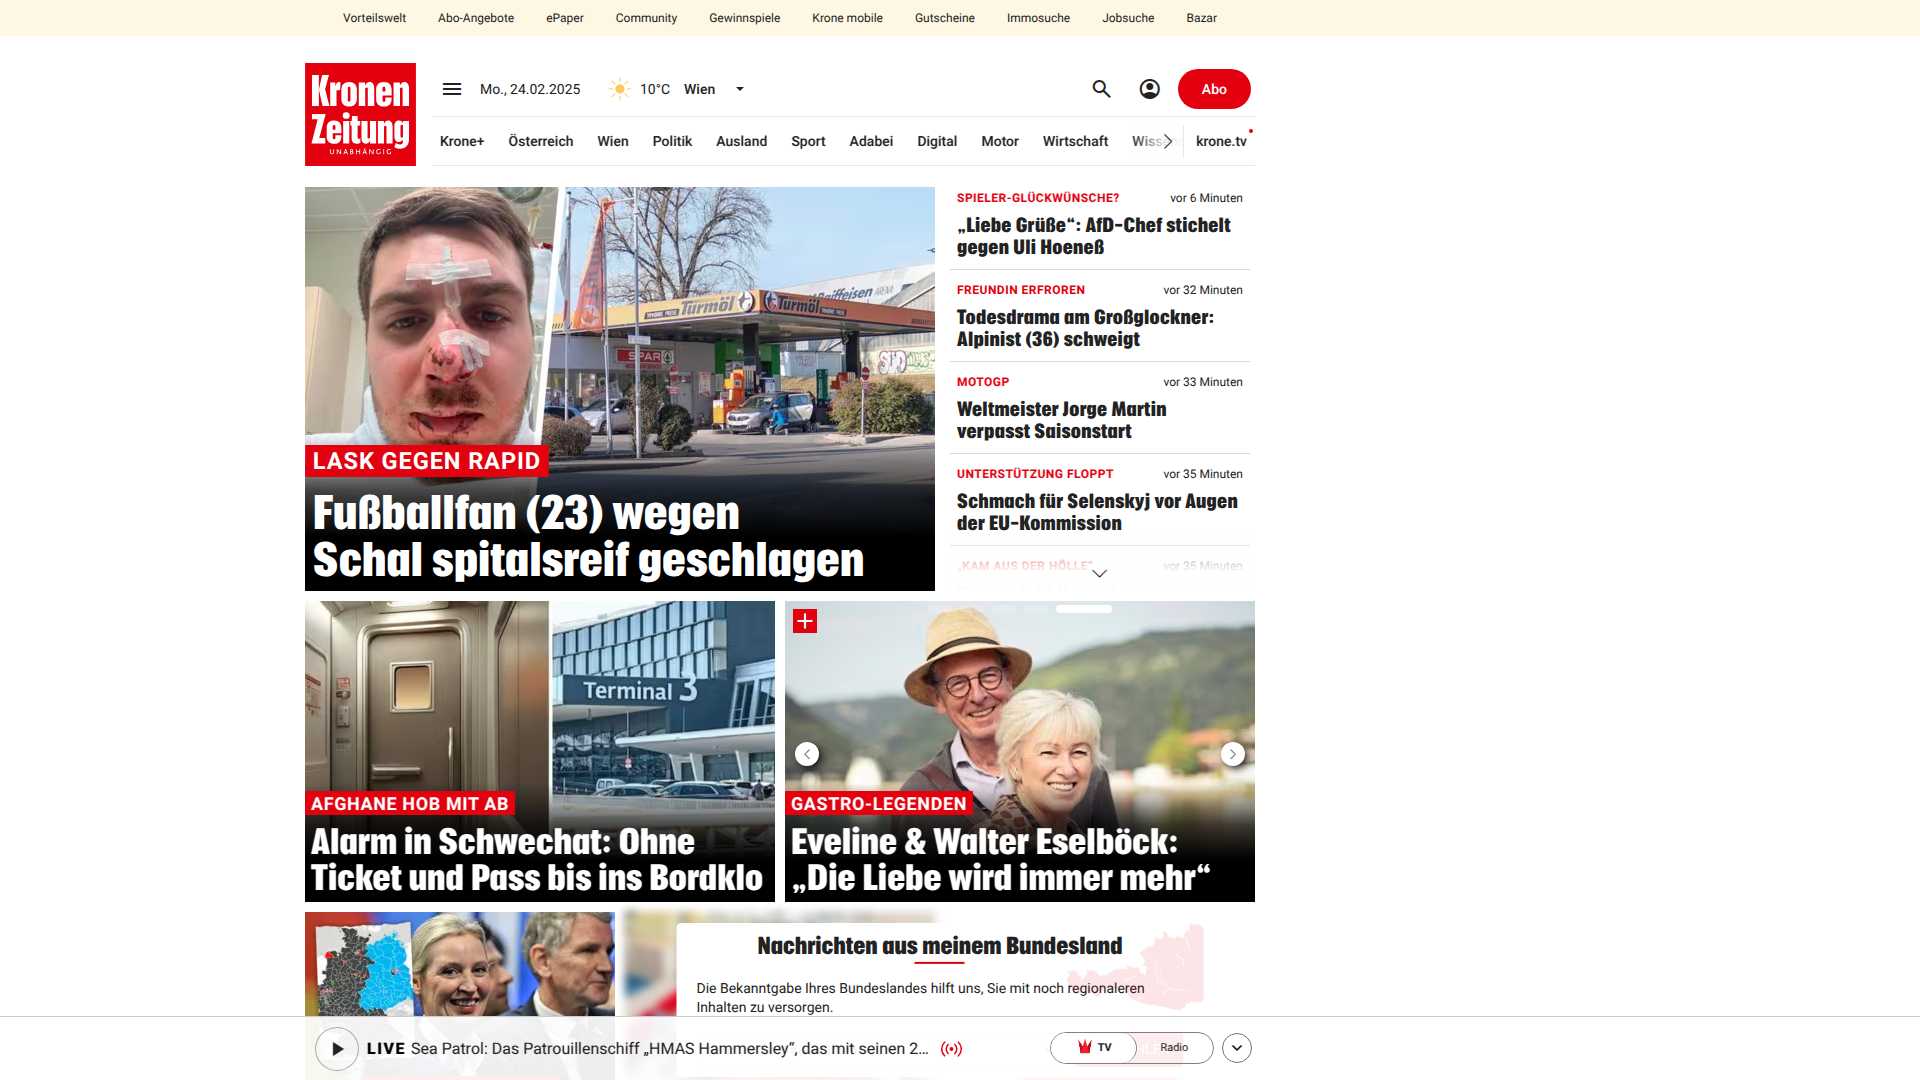 Vorteilswelt Abo-Angebote ePaper Community Gewinnspiele Krone mobile Gutscheine Immosuche Jobsuche Bazar
Kronen
Zeitung
UNABHÄNGIG
Mo., 24.02.2025 10°C Wien
Abo
Krone+ Österreich Wien Politik Ausland Sport Adabei Digital Motor Wirtschaft krone.tv
Turmöl Turmöl Raiffeisen ARENA
SPAR
LASK GEGEN RAPID
Fußballfan (23) wegen
Schal spitalsreif geschlagen
SPIELER-GLÜCKWÜNSCHE? vor 6 Minuten
„Liebe Grüße“: AfD-Chef stichelt
gegen Uli Hoeneß
FREUNDIN ERFROREN vor 32 Minuten
Todesdrama am Großglockner:
Alpinist (36) schweigt
MOTOGP vor 33 Minuten
Weltmeister Jorge Martin
verpasst Saisonstart
UNTERSTÜTZUNG FLOPPT vor 35 Minuten
Schmach für Selenskyj vor Augen
der EU-Kommission
„KAM AUS DER HÖLLE“ vor 35 Minuten
Terminal 3
AFGHANE HOB MIT AB
Alarm in Schwechat: Ohne
Ticket und Pass bis ins Bordklo
GASTRO-LEGENDEN
Eveline & Walter Eselböck:
„Die Liebe wird immer mehr“
Nachrichten aus meinem Bundesland
Die Bekanntgabe Ihres Bundeslandes hilft uns, Sie mit noch regionaleren
Inhalten zu versorgen.
LIVE Sea Patrol: Das Patrouillenschiff „HMAS Hammersley“, das mit seinen 2...
TV Radio